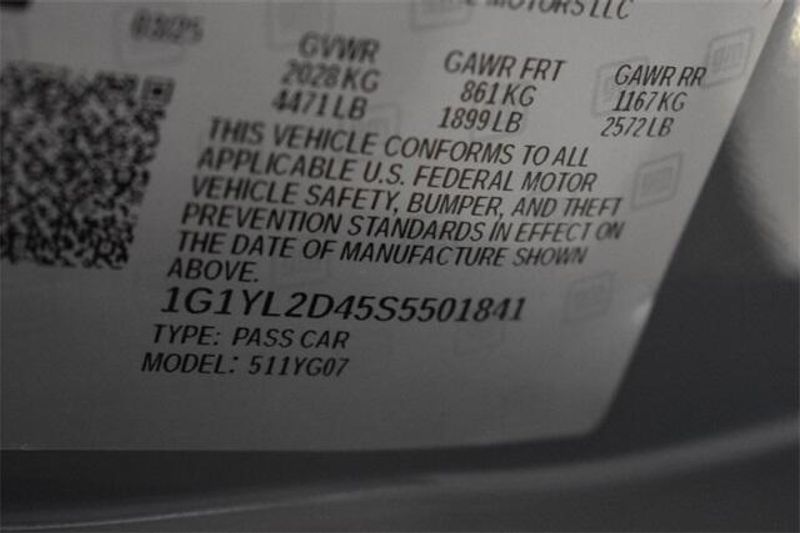 MOTORS LLC
03/25
GVWR GAWR FRT GAWR RR
2028 KG 861 KG 1167 KG
4471 LB 1899 LB 2572 LB
THIS VEHICLE CONFORMS TO ALL
APPLICABLE U.S. FEDERAL MOTOR
VEHICLE SAFETY, BUMPER, AND THEFT
PREVENTION STANDARDS IN EFFECT ON
THE DATE OF MANUFACTURE SHOWN
ABOVE.
1G1YL2D45S5501841
TYPE: PASS CAR
MODEL: 511YG07